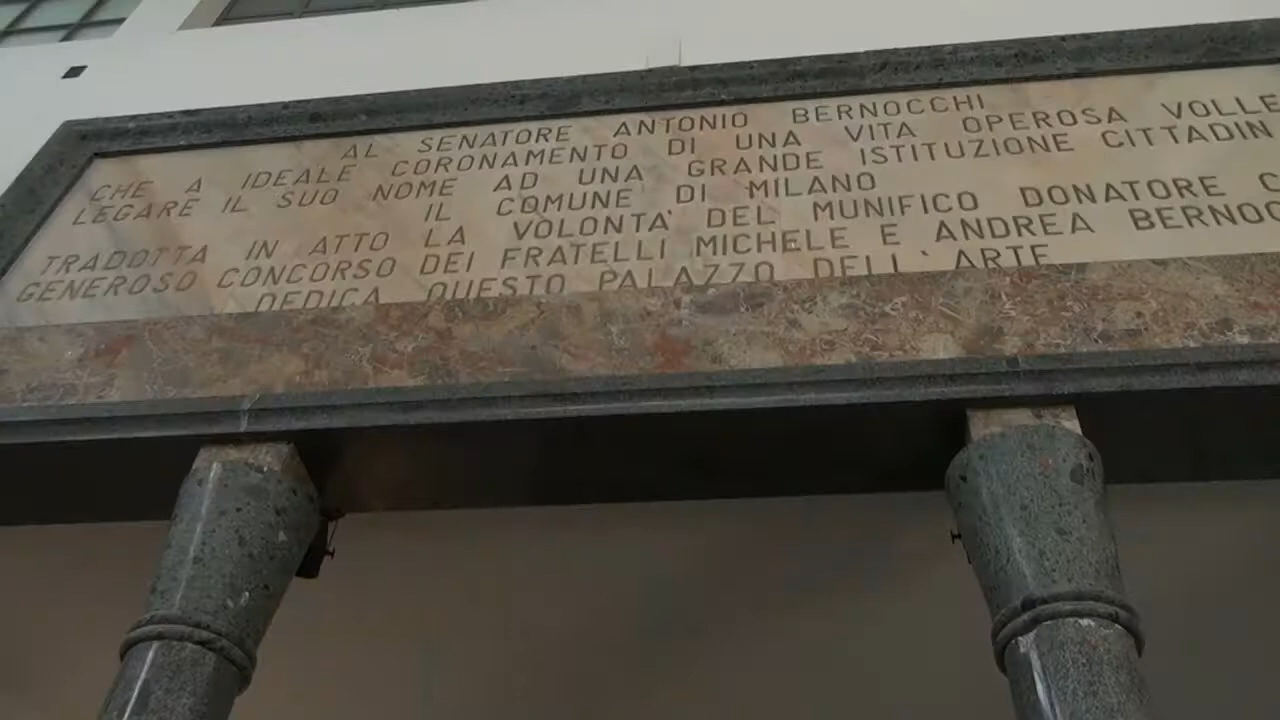 AL SENATORE ANTONIO BERNOCCHI
CHE A IDEALE CORONAMENTO DI UNA VITA OPEROSA VOLLE
LEGARE IL SUO NOME AD UNA GRANDE ISTITUZIONE CITTADIN
IL COMUNE DI MILANO
TRADOTTA IN ATTO LA VOLONTA' DEL MUNIFICO DONATORE C
GENEROSO CONCORSO DEI FRATELLI MICHELE E ANDREA BERNOC
DEDICA QUESTO PALAZZO DELL'ARTE